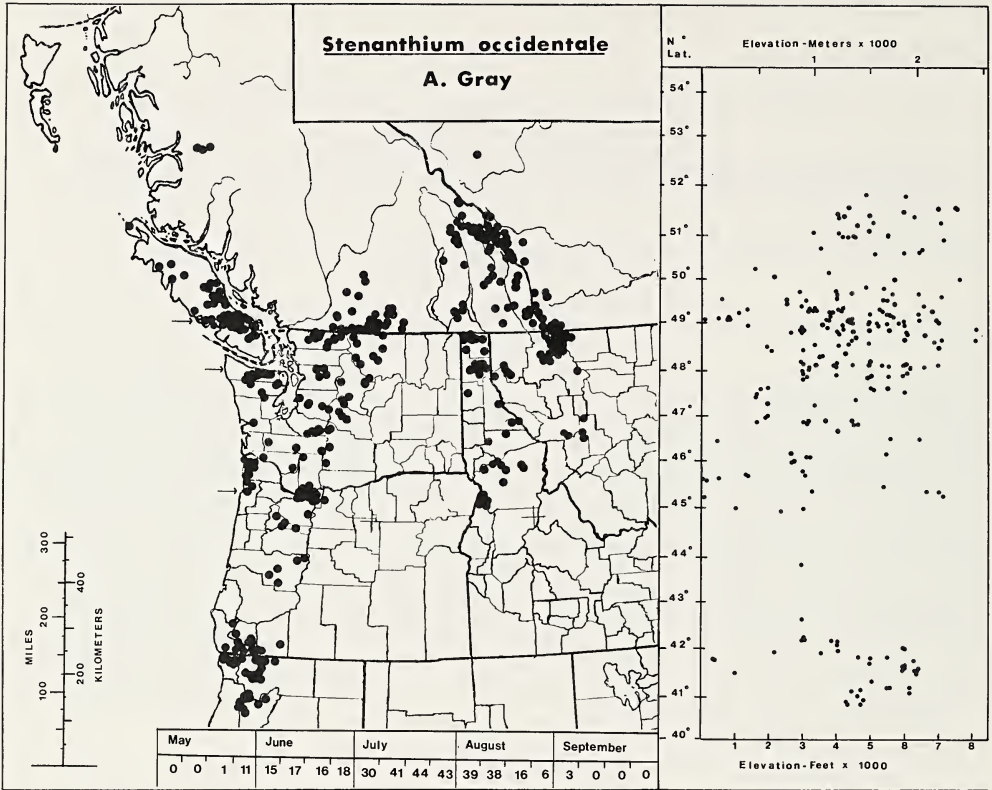 Stenanthium occidentale
A. Gray
N °
Lat.
Elevation-Meters x 1000
1 2
54°
53°
52°
51°
50°
49°
48°
47°
46°
45°
44°
43°
42°
41°
40°
1 2 3 4 5 8 7 8
Elevation-Feet x 1000
MILES
300
200
100
KILOMETERS
400
200
May June July August September
0 0 1 11 15 17 16 18 30 41 44 43 39 38 16 6 3 0 0 0